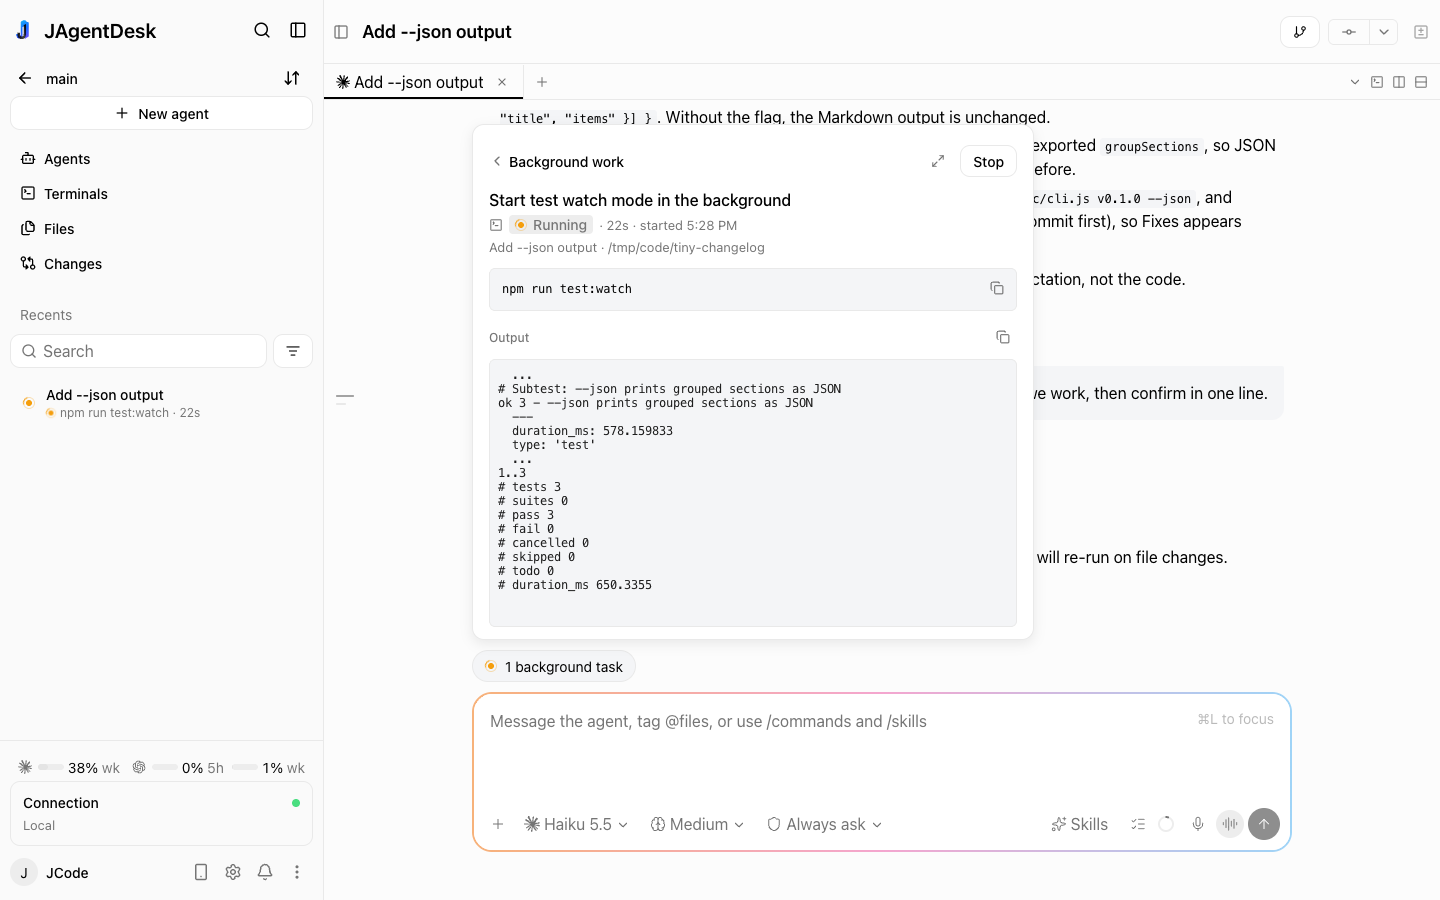 JAgentDesk
main
New agent
Agents
Terminals
Files
Changes
Recents
Search
Add --json output
npm run test:watch · 22s
38% wk
0% 5h
1% wk
Connection
Local
J
JCode
Add --json output
Add --json output
"title", "items" }] } . Without the flag, the Markdown output is unchanged.
exported groupSections , so JSON
efore.
c/cli.js v0.1.0 --json , and
ommit first), so Fixes appears
ctation, not the code.
ve work, then confirm in one line.
will re-run on file changes.
Background work
Stop
Start test watch mode in the background
Running · 22s · started 5:28 PM
Add --json output · /tmp/code/tiny-changelog
npm run test:watch
Output
...
# Subtest: --json prints grouped sections as JSON
ok 3 - --json prints grouped sections as JSON
---
duration_ms: 578.159833
type: 'test'
...
1..3
# tests 3
# suites 0
# pass 3
# fail 0
# cancelled 0
# skipped 0
# todo 0
# duration_ms 650.3355
1 background task
Message the agent, tag @files, or use /commands and /skills
⌘L to focus
Haiku 5.5
Medium
Always ask
Skills